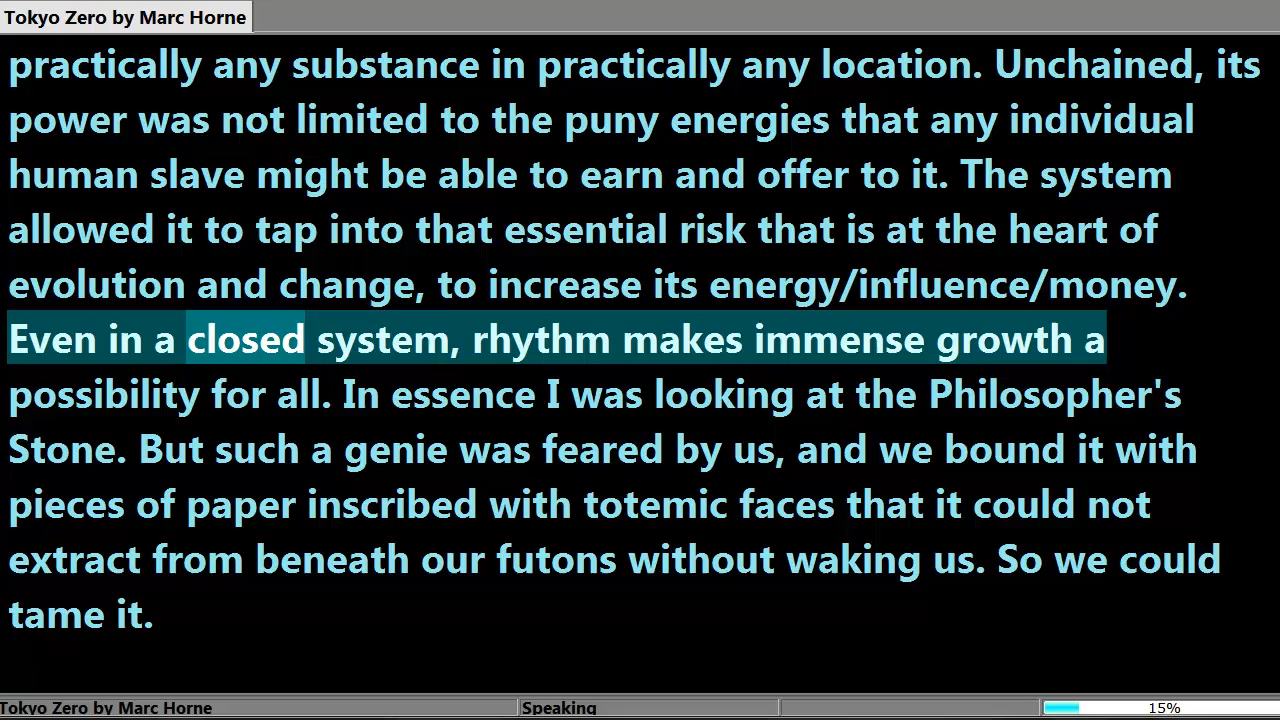 Tokyo Zero by Marc Horne
practically any substance in practically any location. Unchained, its
power was not limited to the puny energies that any individual
human slave might be able to earn and offer to it. The system
allowed it to tap into that essential risk that is at the heart of
evolution and change, to increase its energy/influence/money.
Even in a closed system, rhythm makes immense growth a
possibility for all. In essence I was looking at the Philosopher's
Stone. But such a genie was feared by us, and we bound it with
pieces of paper inscribed with totemic faces that it could not
extract from beneath our futons without waking us. So we could
tame it.
Tokyo Zero by Marc Horne Speaking 15%